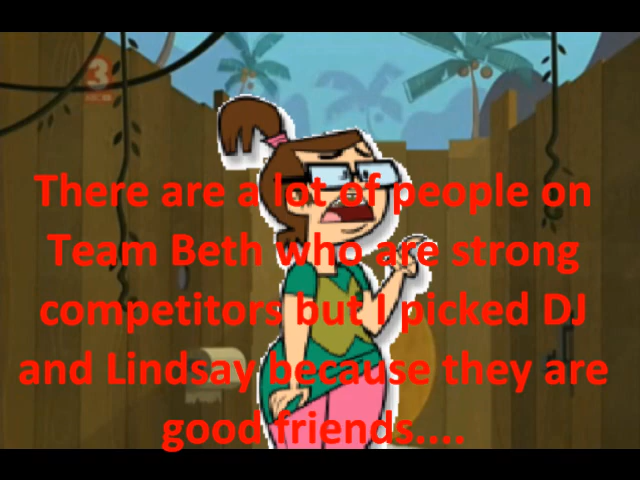 3
There are a lot of people on
Team Beth who are strong
competitors but I picked DJ
and Lindsay because they are
good friends....